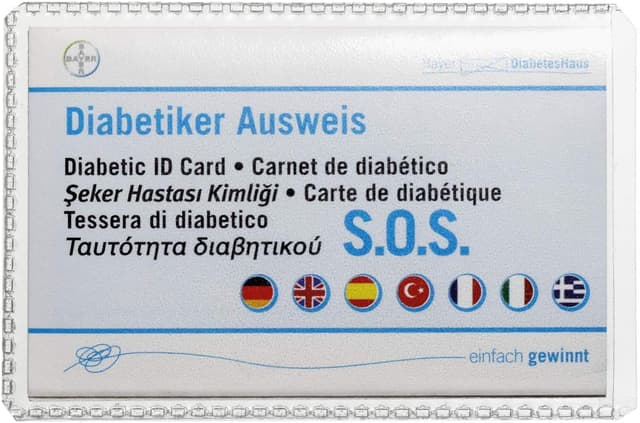 BAYER
BAYER
Bayer DiabetesHaus
Diabetiker Ausweis
Diabetic ID Card • Carnet de diabético
Şeker Hastası Kimliği • Carte de diabétique
Tessera di diabetico
Ταυτότητα διαβητικού
S.O.S.
einfach gewinnt